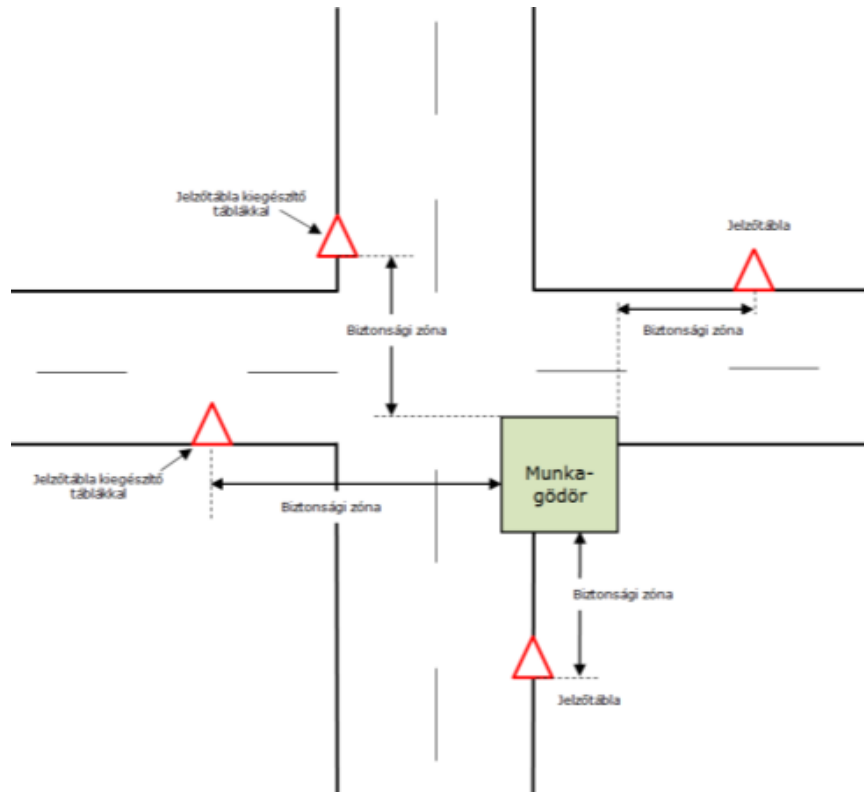 Jelzőtábla kiegészítő
táblákkal
Jelzőtábla
Biztonsági zóna
Biztonsági zóna
Jelzőtábla kiegészítő
táblákkal
Munka-
gödör
Biztonsági zóna
Biztonsági zóna
Jelzőtábla